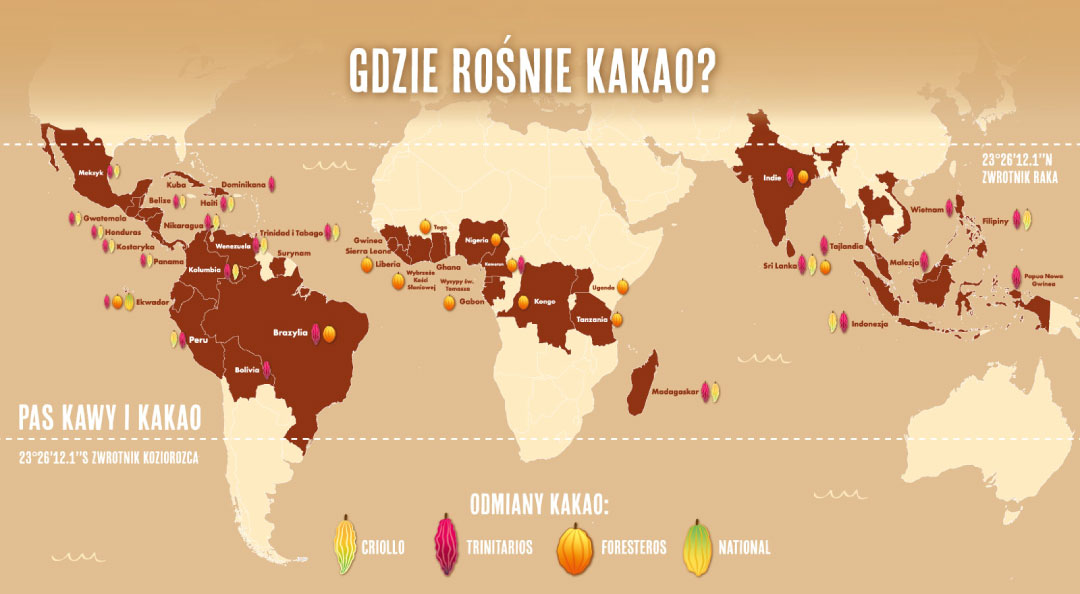 GDZIE ROŚNIE KAKAO?
23°26'12.1"N
ZWROTNIK RAKA
Meksyk
Kuba
Dominikana
Belize
Haiti
Gwatemala
Honduras
Nikaragua
Kostaryka
Trinidad i Tabago
Wenezuela
Panama
Surynam
Kolumbia
Ekwador
Brazylia
Peru
Bolivia
Togo
Nigeria
Gwinea
Sierra Leone
Liberia
Ghana
Kamerun
Wybrzeże
Kości
Słoniowej
Wyspy św.
Tomasza
Gabon
Kongo
Uganda
Tanzania
Madagaskar
Indie
Wietnam
Filipiny
Tajlandia
Sri Lanka
Malezja
Papua Nowa
Gwinea
Indonezja
PAS KAWY I KAKAO
23°26'12.1"S ZWROTNIK KOZIOROZCA
ODMIANY KAKAO:
CRIOLLO
TRINITARIOS
FORESTEROS
NATIONAL